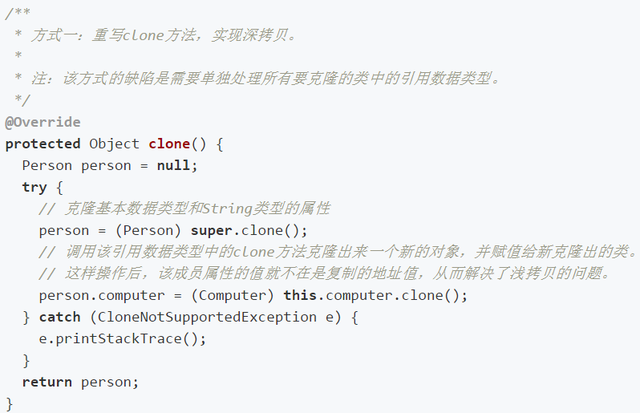 /**
 * 方式一：重写clone方法，实现深拷贝。
 *
 * 注：该方式的缺陷是需要单独处理所有要克隆的类中的引用数据类型。
 */
@Override
protected Object clone() {
  Person person = null;
  try {
    // 克隆基本数据类型和String类型的属性
    person = (Person) super.clone();
    // 调用该引用数据类型中的clone方法克隆出来一个新的对象，并赋值给新克隆出的类。
    // 这样操作后，该成员属性的值就不在是复制的地址值，从而解决了浅拷贝的问题。
    person.computer = (Computer) this.computer.clone();
  } catch (CloneNotSupportedException e) {
    e.printStackTrace();
  }
  return person;
}